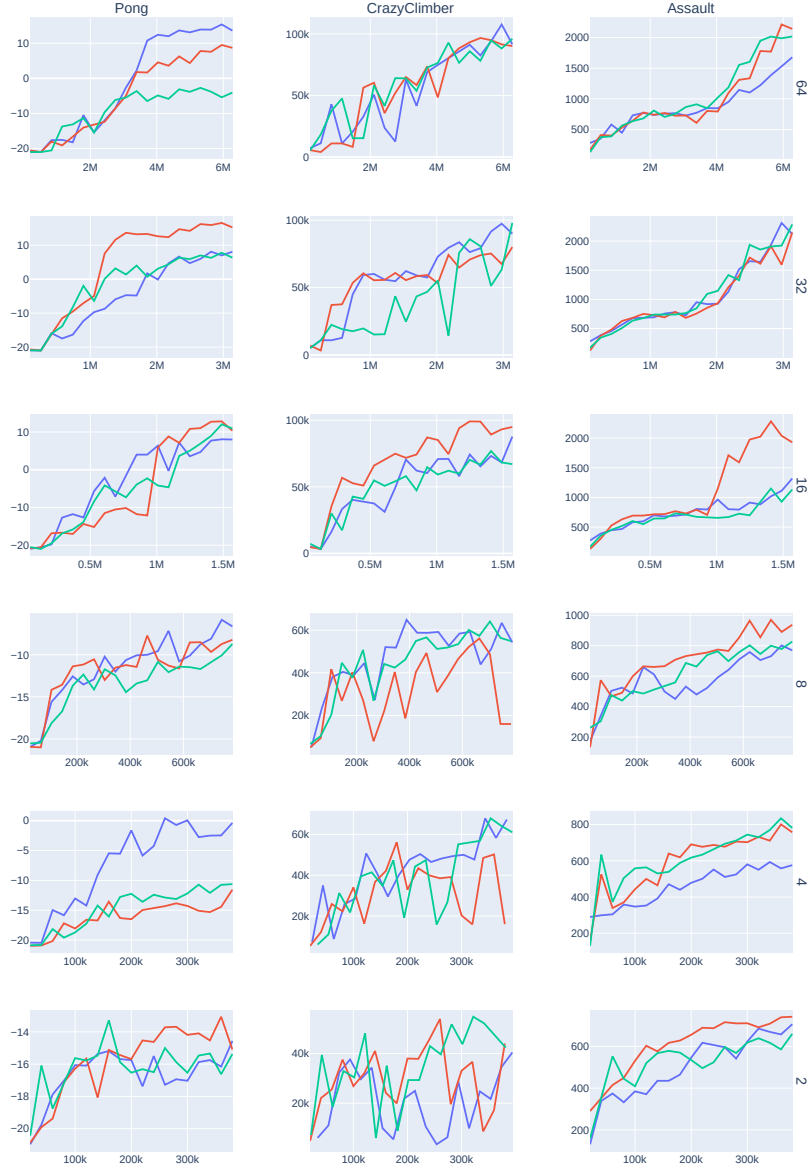 Pong CrazyClimber Assault
10
0
−10
−20
2M 4M 6M
100k
50k
0
2M 4M 6M
2000
1500
1000
500
2M 4M 6M
64
10
0
−10
−20
1M 2M 3M
100k
50k
0
1M 2M 3M
2000
1500
1000
500
1M 2M 3M
32
10
0
−10
−20
0.5M 1M 1.5M
100k
50k
0
0.5M 1M 1.5M
2000
1500
1000
500
0.5M 1M 1.5M
16
−10
−15
−20
200k 400k 600k
60k
40k
20k
200k 400k 600k
1000
800
600
400
200
200k 400k 600k
8
0
−5
−10
−15
−20
100k 200k 300k
60k
40k
20k
100k 200k 300k
800
600
400
200
100k 200k 300k
4
−14
−16
−18
−20
100k 200k 300k
40k
20k
100k 200k 300k
600
400
200
100k 200k 300k
2